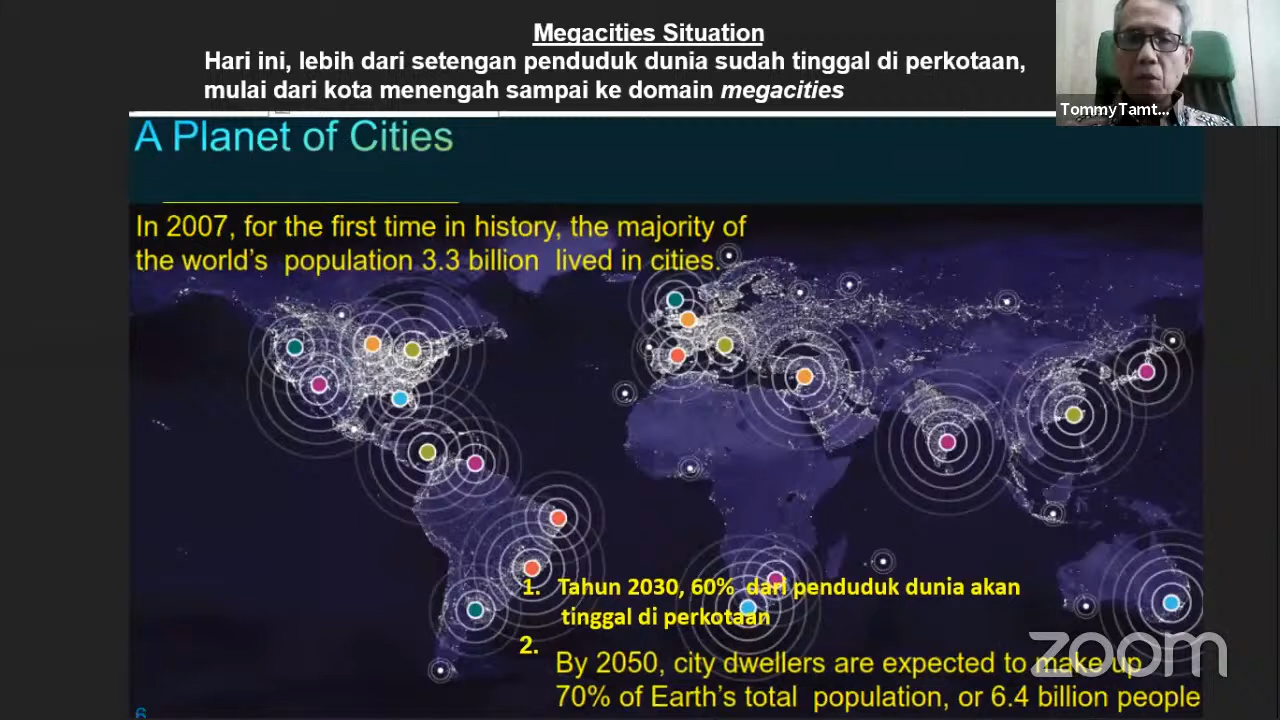 Megacities Situation
Hari ini, lebih dari setengan penduduk dunia sudah tinggal di perkotaan,
mulai dari kota menengah sampai ke domain megacities
TommyTamt...
A Planet of Cities
In 2007, for the first time in history, the majority of
the world's population 3.3 billion lived in cities.
1. Tahun 2030, 60% dari penduduk dunia akan
tinggal di perkotaan
2. By 2050, city dwellers are expected to make up
70% of Earth's total population, or 6.4 billion people
zoom
6